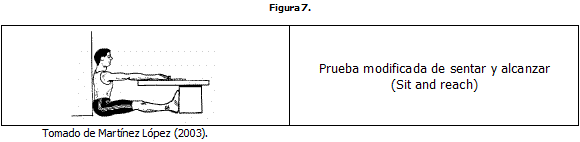 Figura 7.
Prueba modificada de sentar y alcanzar
(Sit and reach)
Tomado de Martínez López (2003).